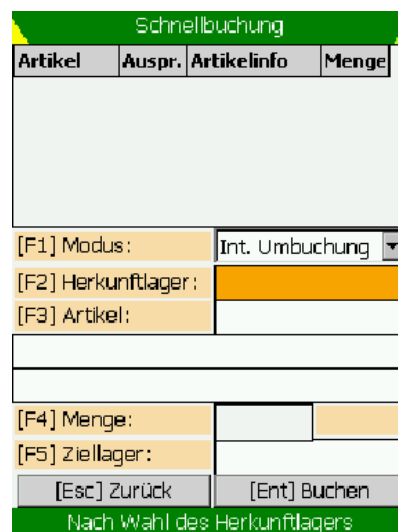 Schnellbuchung
Artikel Auspr. Artikelinfo Menge
[F1] Modus: Int. Umbuchung
[F2] Herkunftlager:
[F3] Artikel:
[F4] Menge:
[F5] Ziellager:
[Esc] Zurück [Ent] Buchen
Nach Wahl des Herkunftlagers